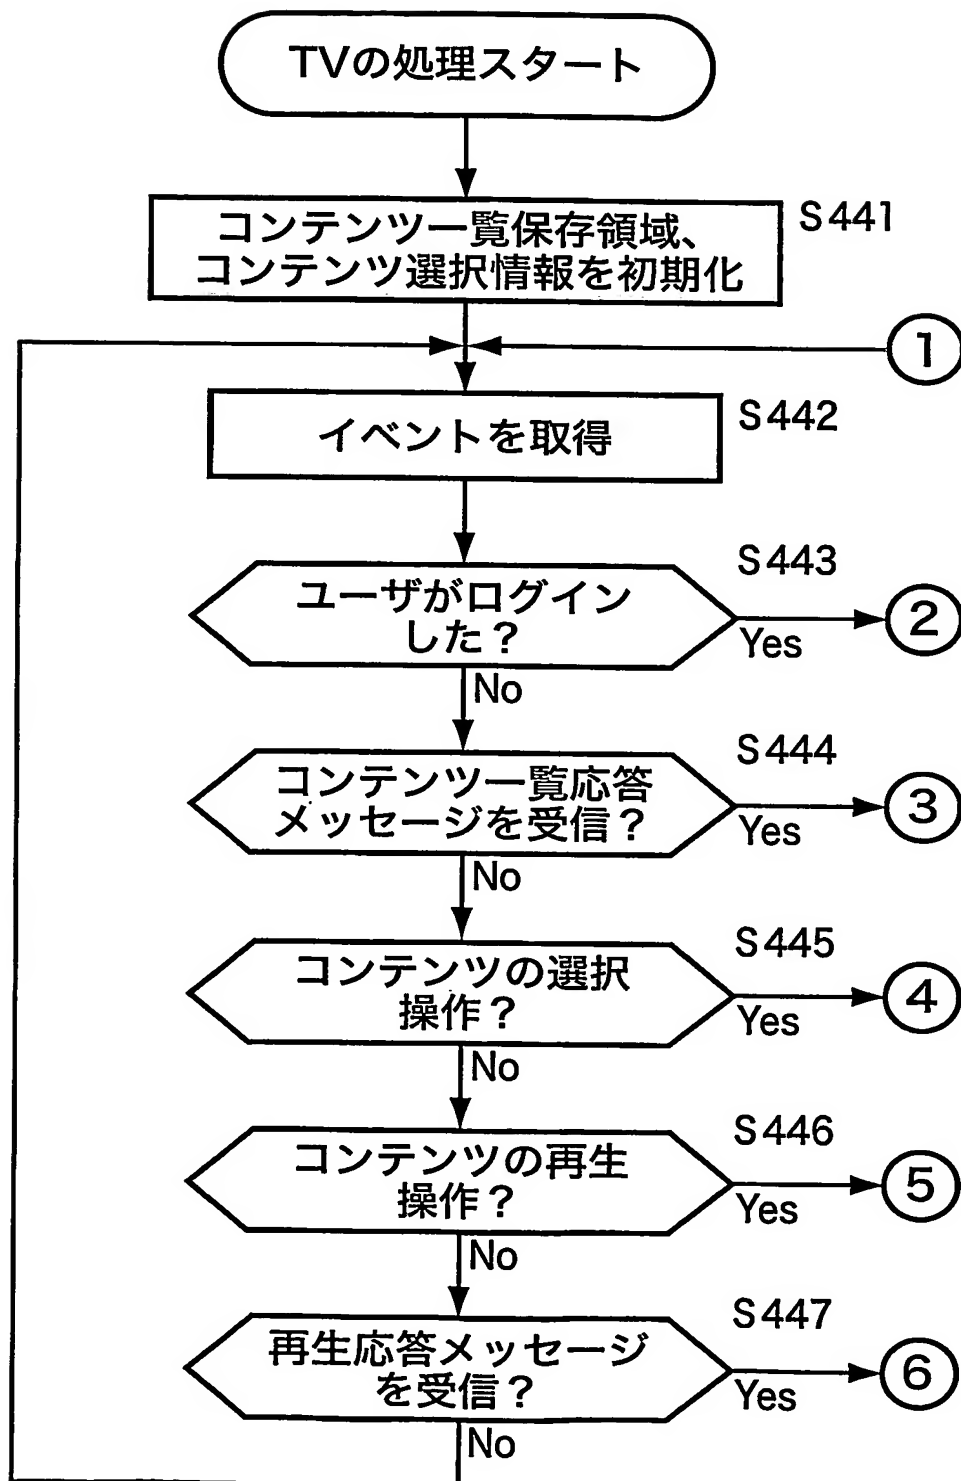 TVの処理スタート
コンテンツ一覧保存領域、
コンテンツ選択情報を初期化
S441
①
イベントを取得
S442
ユーザがログイン
した？
S443
Yes
②
No
コンテンツ一覧応答
メッセージを受信？
S444
Yes
③
No
コンテンツの選択
操作？
S445
Yes
④
No
コンテンツの再生
操作？
S446
Yes
⑤
No
再生応答メッセージ
を受信？
S447
Yes
⑥
No